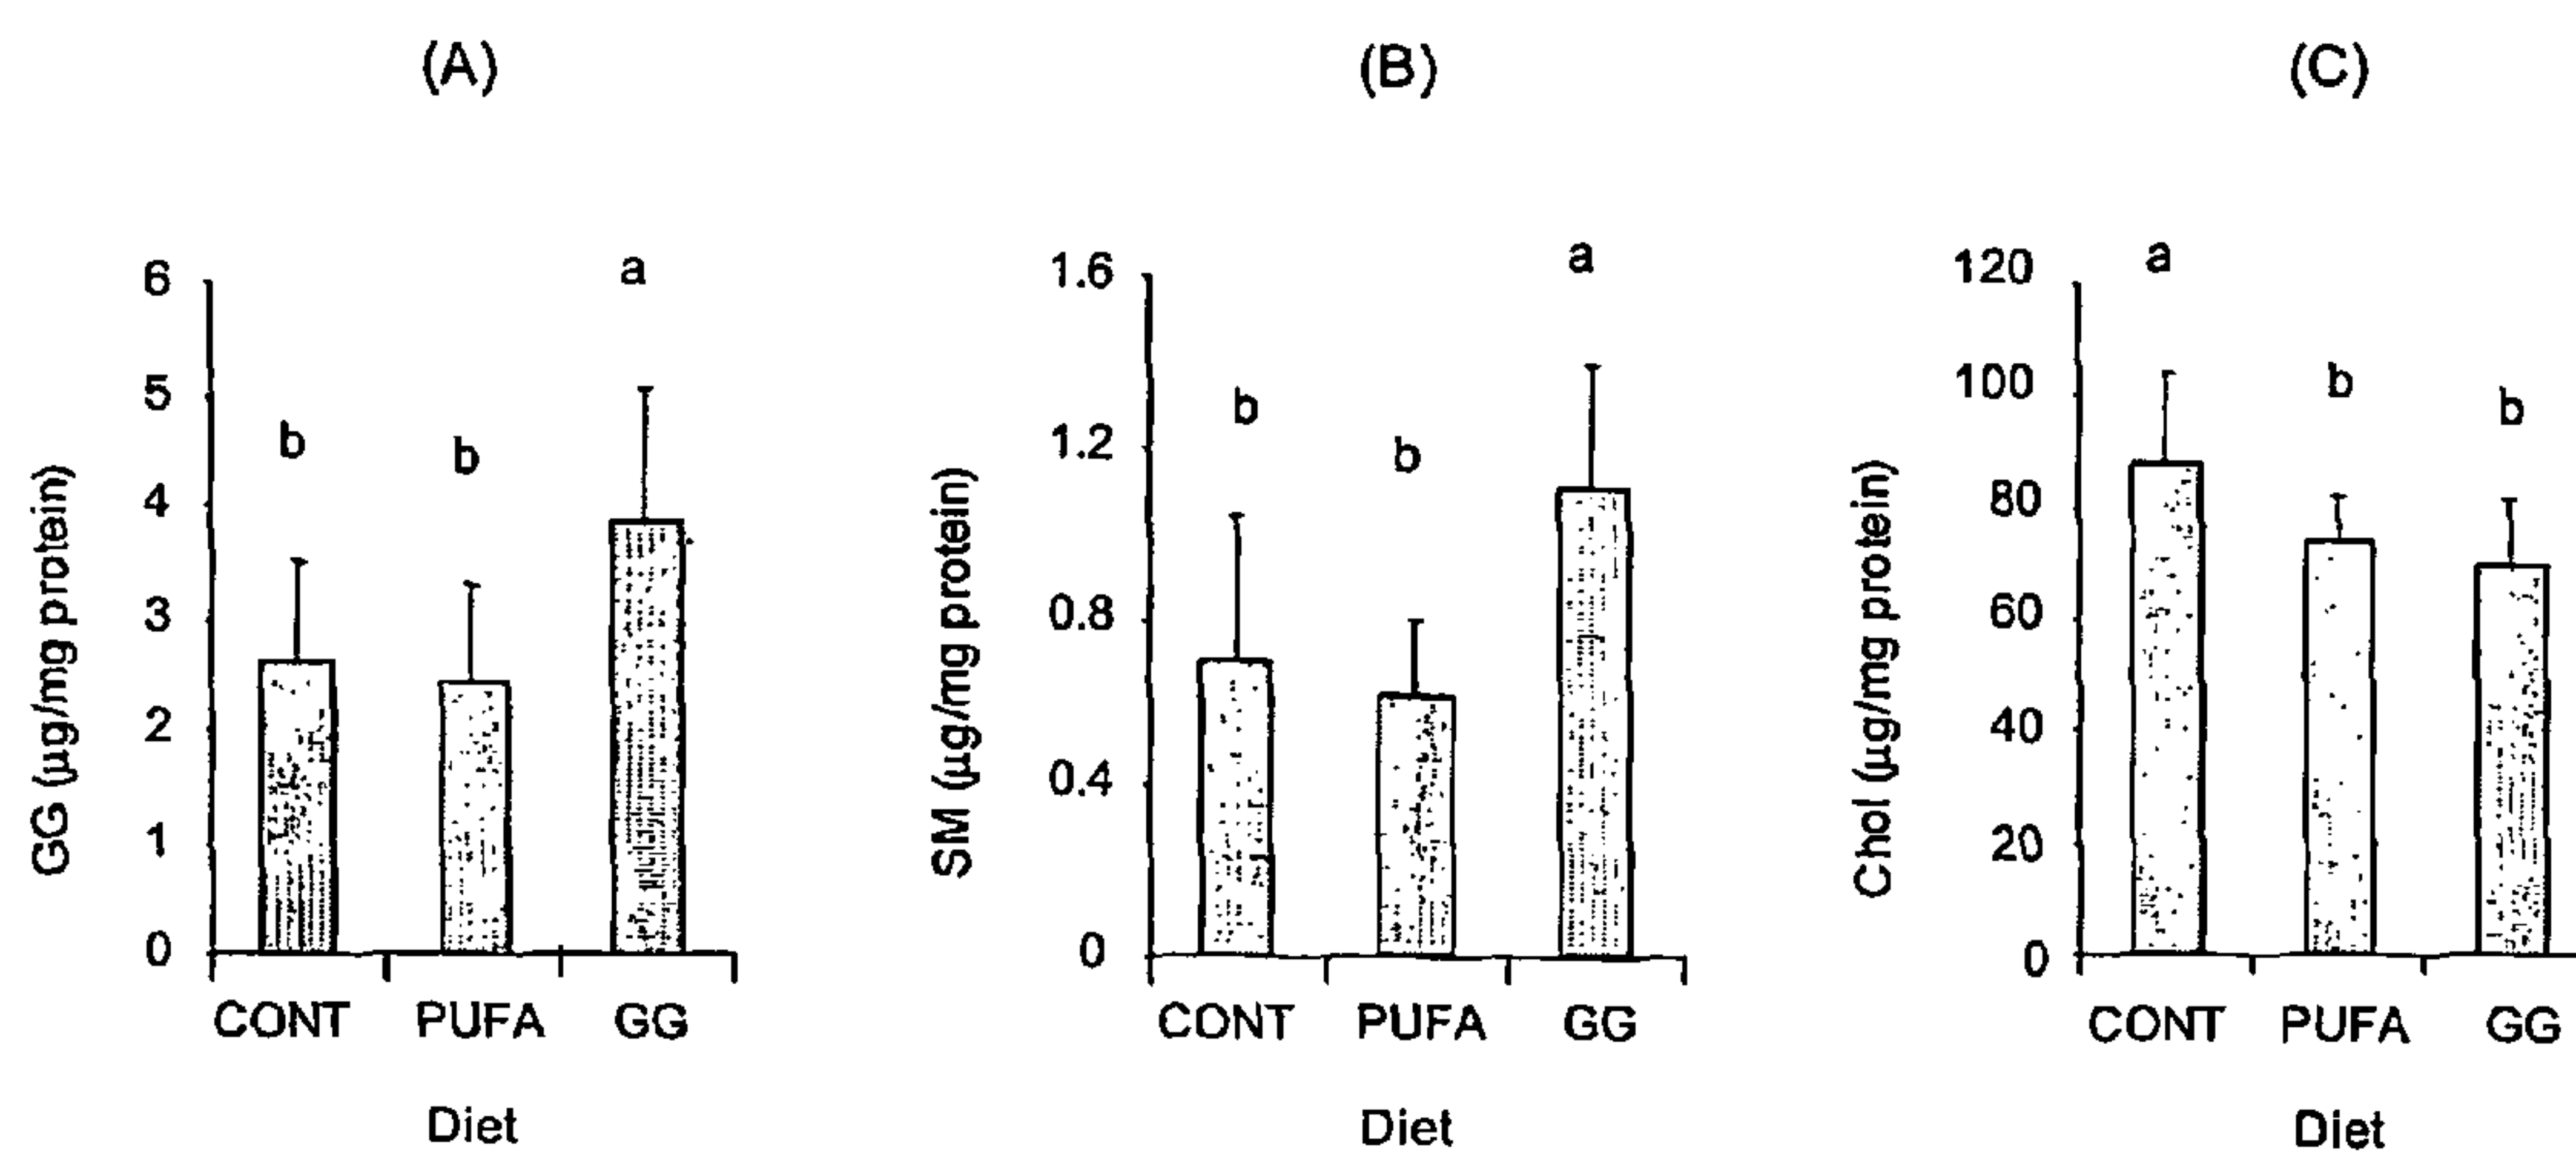 (A)
6
5
4
3
2
1
0
GG (µg/mg protein)
b
b
a
CONT PUFA GG
Diet
(B)
1.6
1.2
0.8
0.4
0
SM (µg/mg protein)
b
b
a
CONT PUFA GG
Diet
(C)
120
100
80
60
40
20
0
Chol (µg/mg protein)
a
b
b
CONT PUFA GG
Diet